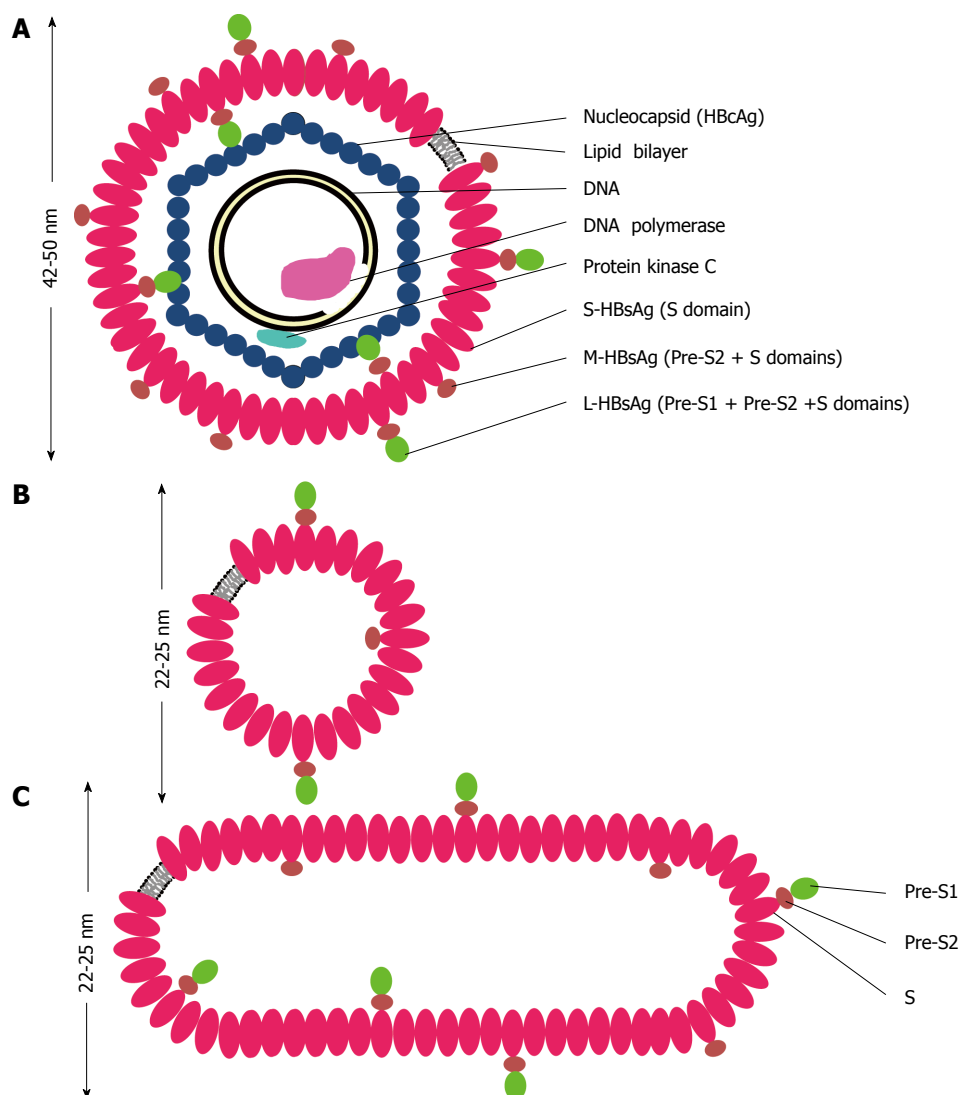 A
42-50 nm
Nucleocapsid (HBcAg)
Lipid bilayer
DNA
DNA polymerase
Protein kinase C
S-HBsAg (S domain)
M-HBsAg (Pre-S2 + S domains)
L-HBsAg (Pre-S1 + Pre-S2 +S domains)
B
22-25 nm
C
22-25 nm
Pre-S1
Pre-S2
S